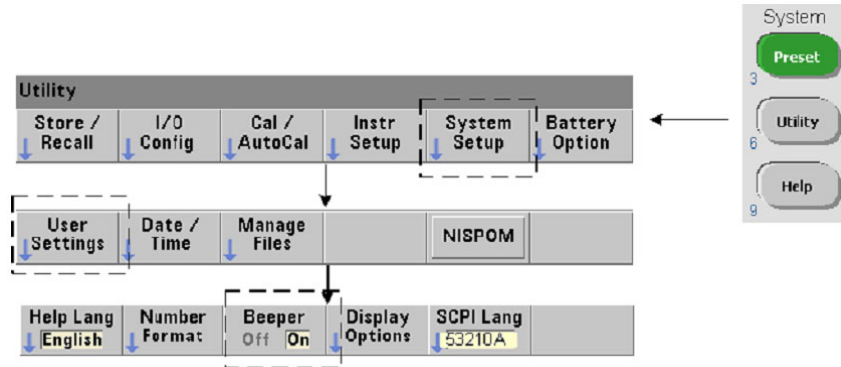 System
Preset
3
Utility
6
Help
9
Utility
Store / Recall
I/O Config
Cal / AutoCal
Instr Setup
System Setup
Battery Option
User Settings
Date / Time
Manage Files
NISPOM
Help Lang English
Number Format
Beeper Off On
Display Options
SCPI Lang 53210A